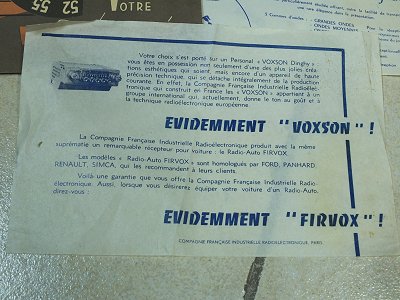 52 55
VOTRE
GRANDES ONDES
ONDES MOYENNES
Votre choix s'est porté sur un Personal « VOXSON Dinghy »
vous êtes en possession non seulement d'une des plus jolies créa-
tions esthétiques qui soient, mais encore d'un appareil de haute
précision technique, qui se détache intégralement de la production
courante. En effet, la Compagnie Française Industrielle Radioélec-
tronique qui construit en France les « VOXSON » appartient à un
groupe international qui, actuellement, donne le ton au goût et à
la technique radioélectronique européenne.
EVIDEMMENT "VOXSON" !
La Compagnie Française Industrielle Radioélectronique produit avec la même
suprématie un remarquable récepteur pour voiture : le Radio-Auto FIRVOX.
Les modèles « Radio-Auto FIRVOX » sont homologués par FORD, PANHARD
RENAULT, SIMCA, qui les recommandent à leurs clients.
Voilà une garantie que vous offre la Compagnie Française Industrielle Radio-
électronique. Aussi, lorsque vous désirerez équiper votre voiture d'un Radio-Auto
direz-vous :
EVIDEMMENT "FIRVOX" !
COMPAGNIE FRANÇAISE INDUSTRIELLE RADIOELECTRONIQUE, PARIS